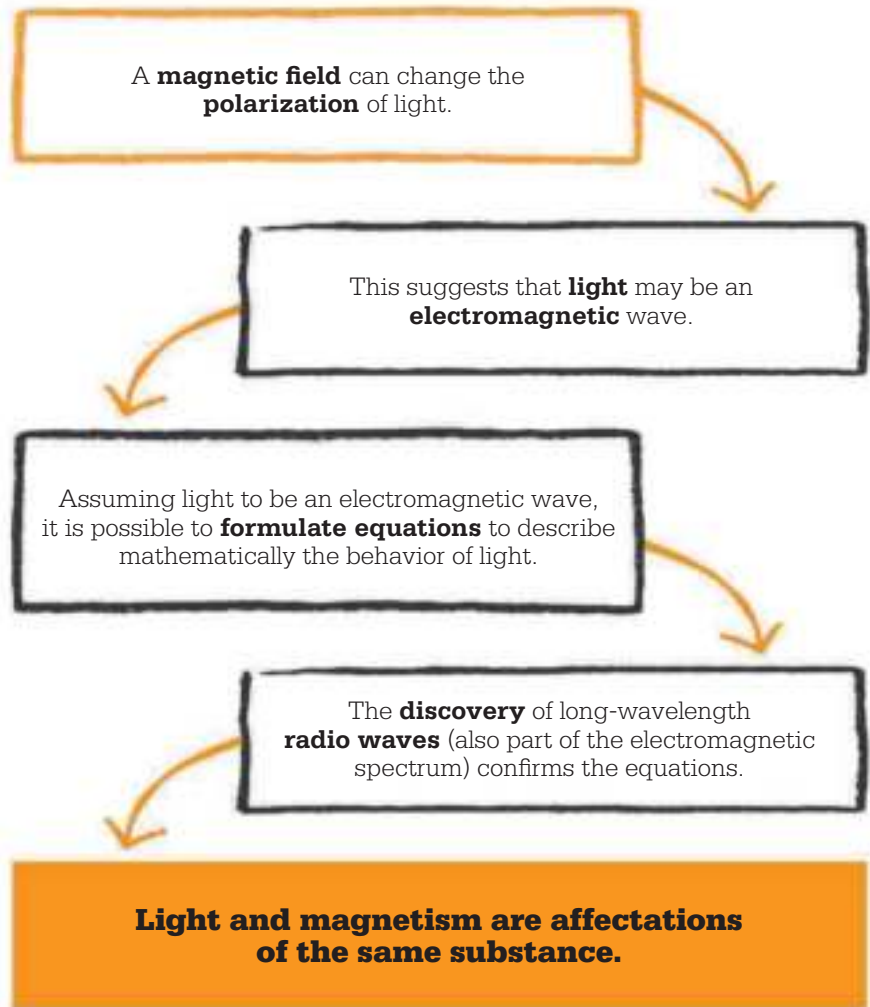 A magnetic field can change the
polarization of light.
This suggests that light may be an
electromagnetic wave.
Assuming light to be an electromagnetic wave,
it is possible to formulate equations to describe
mathematically the behavior of light.
The discovery of long-wavelength
radio waves (also part of the electromagnetic
spectrum) confirms the equations.
Light and magnetism are affectations
of the same substance.